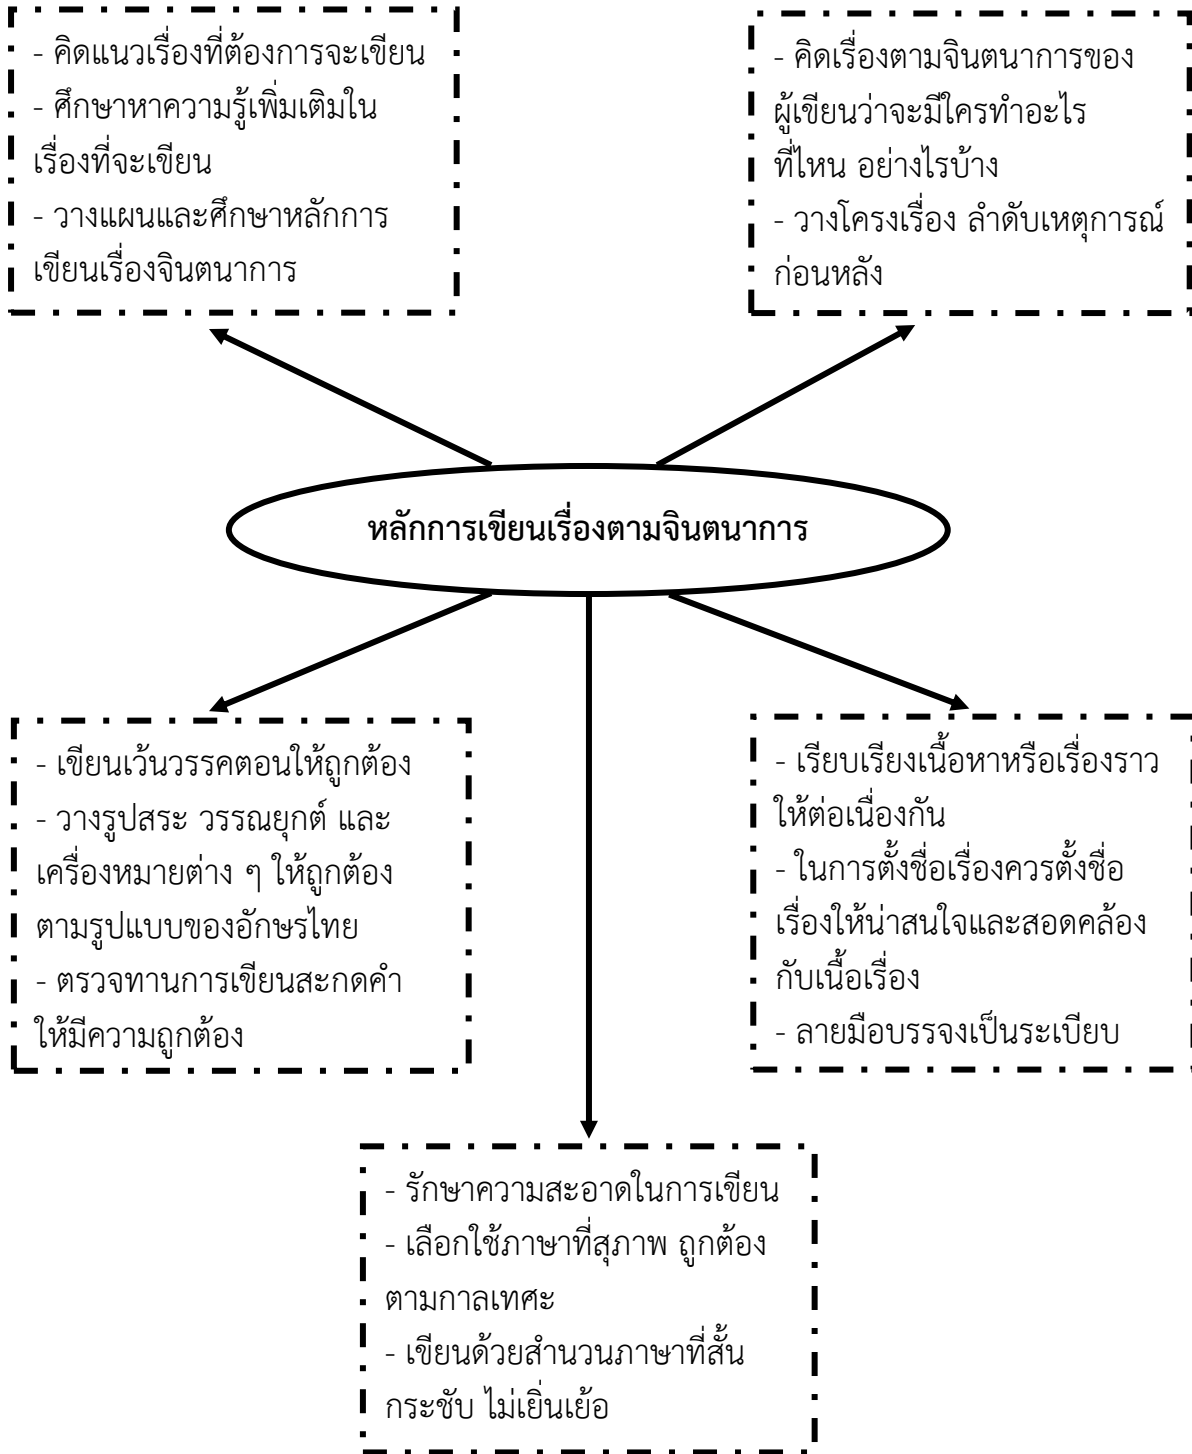 - คิดแนวเรื่องที่ต้องการจะเขียน
- ศึกษาหาความรู้เพิ่มเติมใน
เรื่องที่จะเขียน
- วางแผนและศึกษาหลักการ
เขียนเรื่องจินตนาการ
- คิดเรื่องตามจินตนาการของ
ผู้เขียนว่าจะมีใครทำอะไร
ที่ไหน อย่างไรบ้าง
- วางโครงเรื่อง ลำดับเหตุการณ์
ก่อนหลัง
หลักการเขียนเรื่องตามจินตนาการ
- เขียนเว้นวรรคตอนให้ถูกต้อง
- วางรูปสระ วรรณยุกต์ และ
เครื่องหมายต่าง ๆ ให้ถูกต้อง
ตามรูปแบบของอักษรไทย
- ตรวจทานการเขียนสะกดคำ
ให้มีความถูกต้อง
- เรียบเรียงเนื้อหาหรือเรื่องราว
ให้ต่อเนื่องกัน
- ในการตั้งชื่อเรื่องควรตั้งชื่อ
เรื่องให้น่าสนใจและสอดคล้อง
กับเนื้อเรื่อง
- ลายมือบรรจงเป็นระเบียบ
- รักษาความสะอาดในการเขียน
- เลือกใช้ภาษาที่สุภาพ ถูกต้อง
ตามกาลเทศะ
- เขียนด้วยสำนวนภาษาที่สั้น
กระชับ ไม่เยิ่นเย้อ